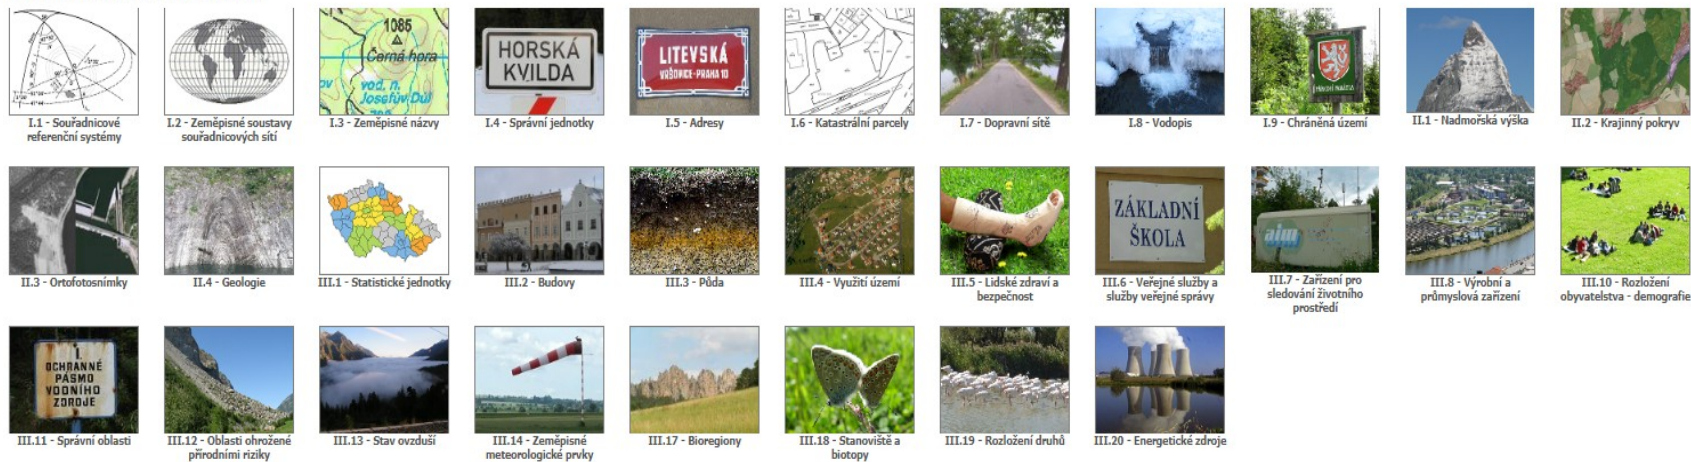 1085
Černá hora
vod. n.
Josefův Důl
HORSKÁ
KVILDA
LITEVSKÁ
VRŠOVICE-PRAHA 10
I.1 - Souřadnicové
referenční systémy
I.2 - Zeměpisné soustavy
souřadnicových sítí
I.3 - Zeměpisné názvy
I.4 - Správní jednotky
I.5 - Adresy
I.6 - Katastrální parcely
I.7 - Dopravní sítě
I.8 - Vodopis
I.9 - Chráněná území
II.1 - Nadmořská výška
II.2 - Krajinný pokryv
ZÁKLADNÍ
ŠKOLA
aim
II.3 - Ortofotosnímky
II.4 - Geologie
III.1 - Statistické jednotky
III.2 - Budovy
III.3 - Půda
III.4 - Využití území
III.5 - Lidské zdraví a
bezpečnost
III.6 - Veřejné služby a
služby veřejné správy
III.7 - Zařízení pro
sledování životního
prostředí
III.8 - Výrobní a
průmyslová zařízení
III.10 - Rozložení
obyvatelstva - demografie
I.
OCHRANNÉ
PÁSMO
VODNÍHO
ZDROJE
III.11 - Správní oblasti
III.12 - Oblasti ohrožené
přírodními riziky
III.13 - Stav ovzduší
III.14 - Zeměpisné
meteorologické prvky
III.17 - Bioregiony
III.18 - Stanoviště a
biotopy
III.19 - Rozložení druhů
III.20 - Energetické zdroje